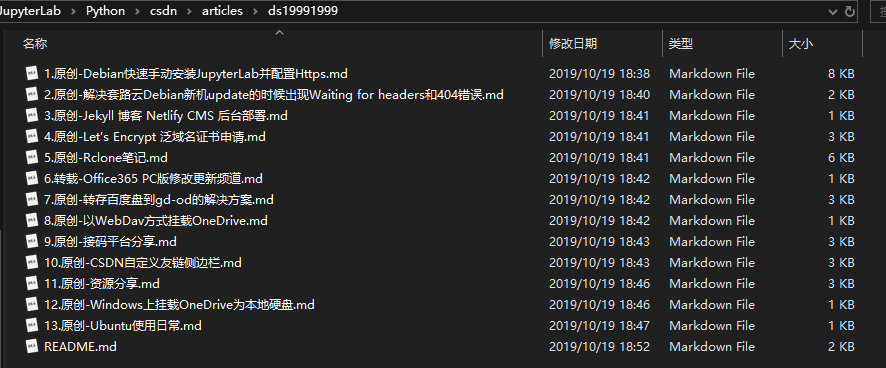 JupyterLab > Python > csdn > articles > ds19991999
名称 修改日期 类型 大小
1.原创-Debian快速手动安装JupyterLab并配置Https.md 2019/10/19 18:38 Markdown File 8 KB
2.原创-解决套路云Debian新机update的时候出现Waiting for headers和404错误.md 2019/10/19 18:40 Markdown File 2 KB
3.原创-Jekyll 博客 Netlify CMS 后台部署.md 2019/10/19 18:41 Markdown File 1 KB
4.原创-Let's Encrypt 泛域名证书申请.md 2019/10/19 18:41 Markdown File 3 KB
5.原创-Rclone笔记.md 2019/10/19 18:41 Markdown File 6 KB
6.转载-Office365 PC版修改更新频道.md 2019/10/19 18:42 Markdown File 1 KB
7.原创-转存百度盘到gd-od的解决方案.md 2019/10/19 18:42 Markdown File 3 KB
8.原创-以WebDav方式挂载OneDrive.md 2019/10/19 18:42 Markdown File 1 KB
9.原创-接码平台分享.md 2019/10/19 18:43 Markdown File 3 KB
10.原创-CSDN自定义友链侧边栏.md 2019/10/19 18:43 Markdown File 3 KB
11.原创-资源分享.md 2019/10/19 18:46 Markdown File 3 KB
12.原创-Windows上挂载OneDrive为本地硬盘.md 2019/10/19 18:46 Markdown File 1 KB
13.原创-Ubuntu使用日常.md 2019/10/19 18:47 Markdown File 1 KB
README.md 2019/10/19 18:52 Markdown File 2 KB